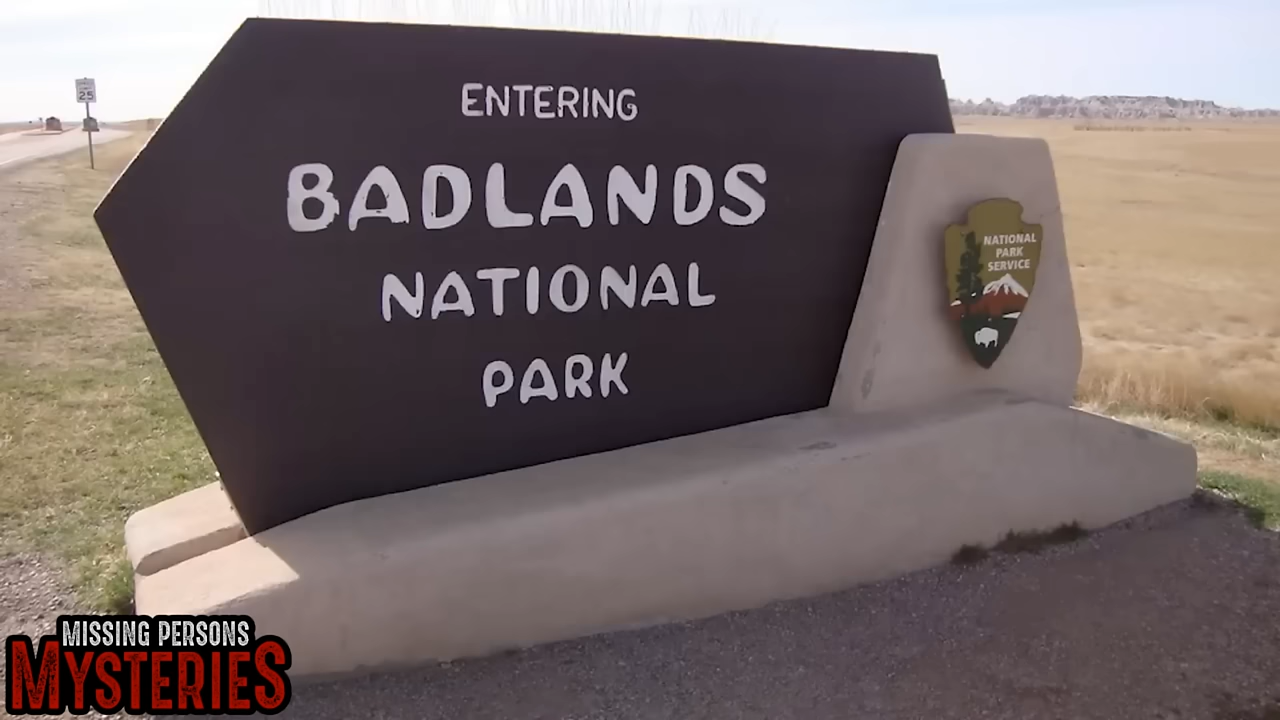 ENTERING
BADLANDS
NATIONAL
PARK
NATIONAL
PARK
SERVICE
25
MISSING PERSONS
MYSTERIES